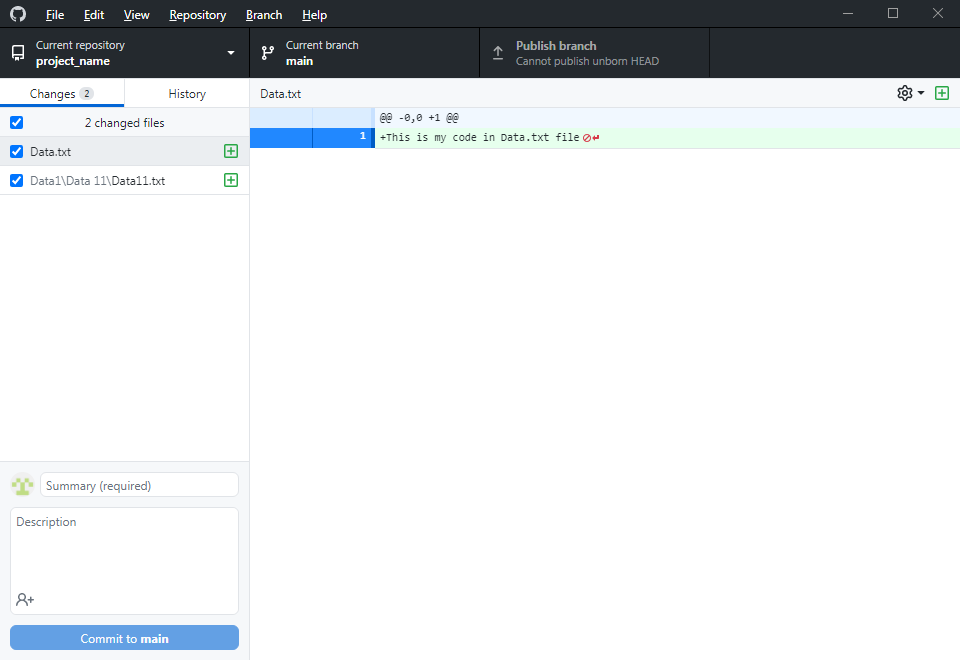 File Edit View Repository Branch Help
Current repository
project_name
Current branch
main
Publish branch
Cannot publish unborn HEAD
Changes 2 History
2 changed files
Data.txt
Data1\Data 11\Data11.txt
Data.txt
@@ -0,0 +1 @@
1 +This is my code in Data.txt file
Summary (required)
Description
Commit to main